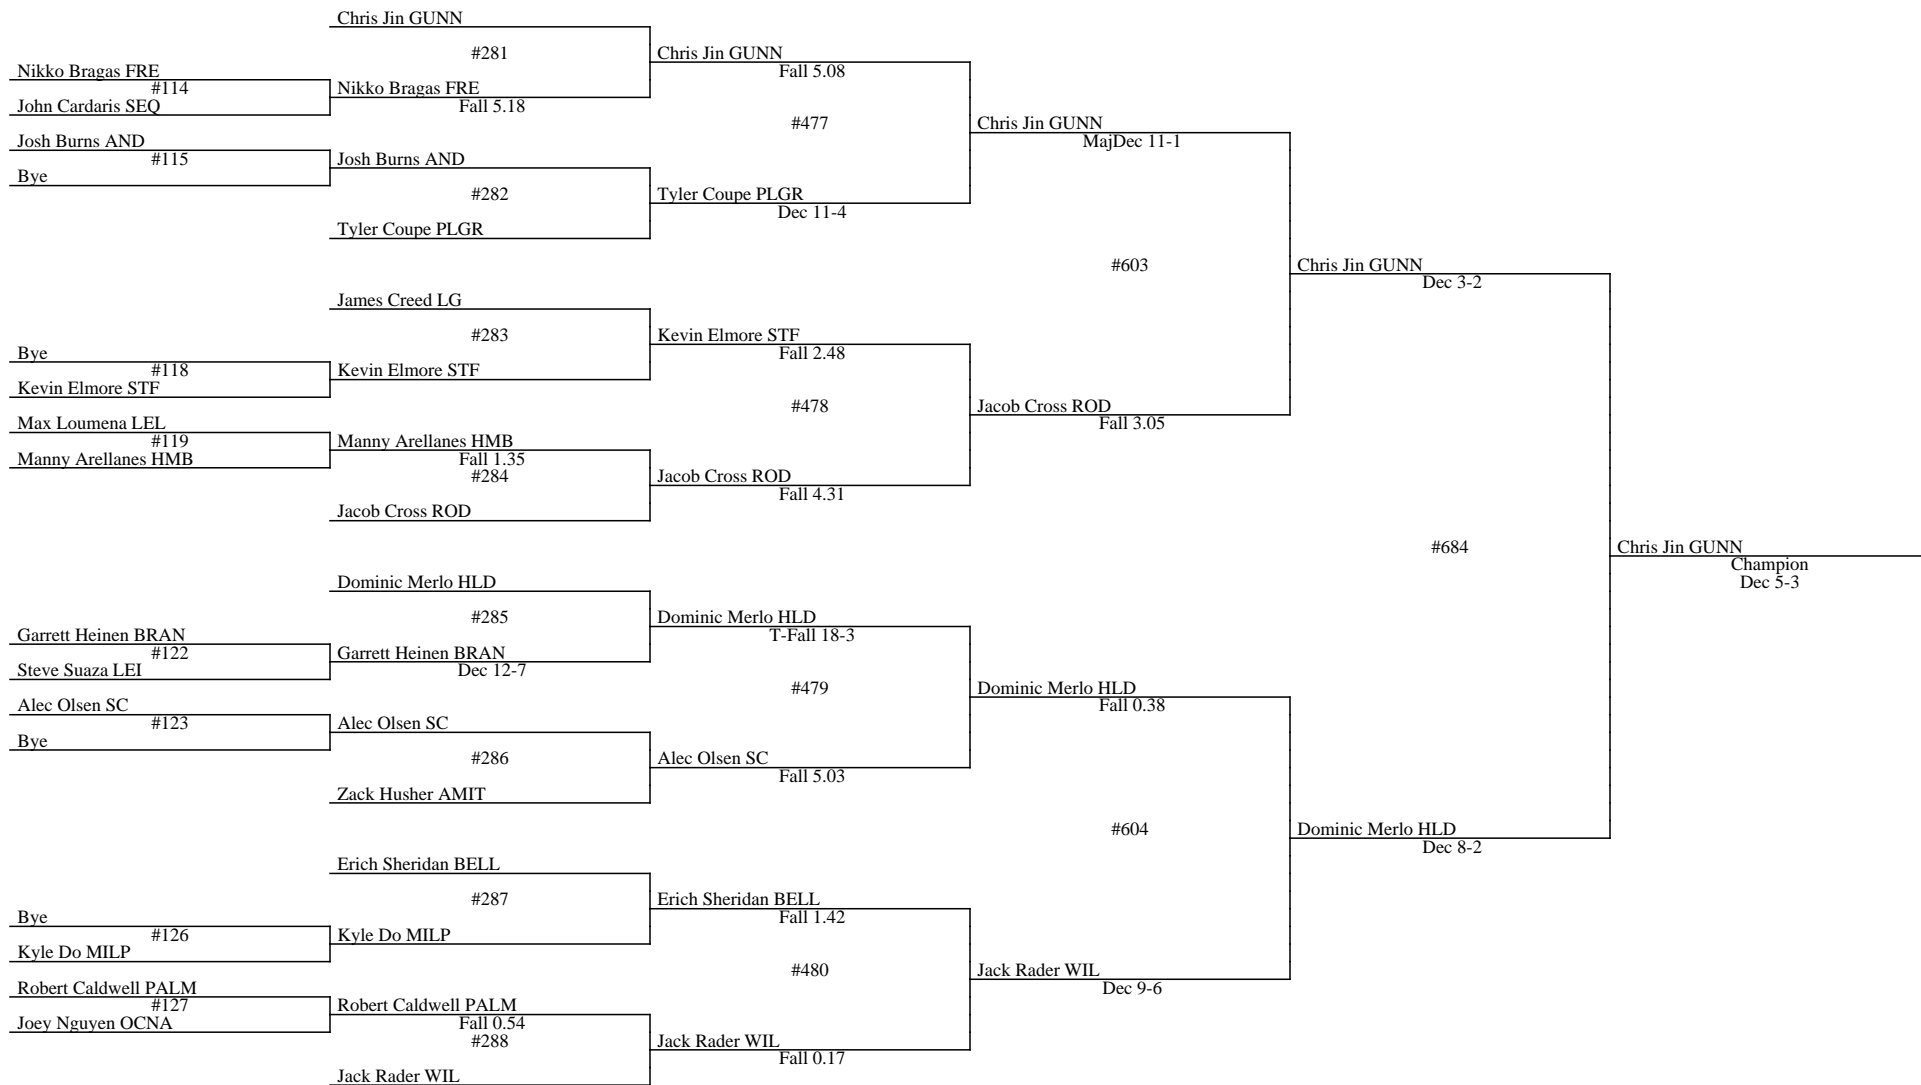 Chris Jin GUNN
#281
Chris Jin GUNN
Fall 5.08
Nikko Bragas FRE
#114
John Cardaris SEQ
Nikko Bragas FRE
Fall 5.18
#477
Chris Jin GUNN
MajDec 11-1
Josh Burns AND
#115
Bye
Josh Burns AND
#282
Tyler Coupe PLGR
Dec 11-4
Tyler Coupe PLGR
#603
Chris Jin GUNN
Dec 3-2
James Creed LG
#283
Kevin Elmore STF
Fall 2.48
Bye
#118
Kevin Elmore STF
Kevin Elmore STF
#478
Jacob Cross ROD
Fall 3.05
Max Loumena LEL
#119
Manny Arellanes HMB
Manny Arellanes HMB
Fall 1.35
#284
Jacob Cross ROD
Fall 4.31
Jacob Cross ROD
#684
Chris Jin GUNN
Champion
Dec 5-3
Dominic Merlo HLD
#285
Dominic Merlo HLD
T-Fall 18-3
Garrett Heinen BRAN
#122
Steve Suaza LEI
Garrett Heinen BRAN
Dec 12-7
#479
Dominic Merlo HLD
Fall 0.38
Alec Olsen SC
#123
Bye
Alec Olsen SC
#286
Alec Olsen SC
Fall 5.03
Zack Husher AMIT
#604
Dominic Merlo HLD
Dec 8-2
Erich Sheridan BELL
#287
Erich Sheridan BELL
Fall 1.42
Bye
#126
Kyle Do MILP
Kyle Do MILP
#480
Jack Rader WIL
Dec 9-6
Robert Caldwell PALM
#127
Joey Nguyen OCNA
Robert Caldwell PALM
Fall 0.54
#288
Jack Rader WIL
Fall 0.17
Jack Rader WIL